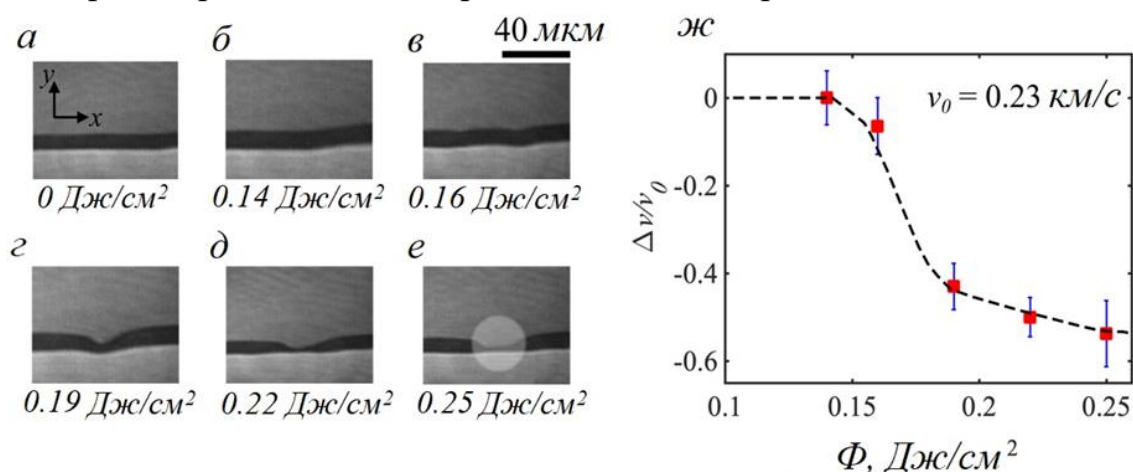 а
б
в
40 мкм
y
x
0 Дж/см²
0.14 Дж/см²
0.16 Дж/см²
г
д
е
0.19 Дж/см²
0.22 Дж/см²
0.25 Дж/см²
ж
v₀ = 0.23 км/с
0
-0.2
-0.4
-0.6
Δv/v₀
0.1
0.15
0.2
0.25
Ф, Дж/см²